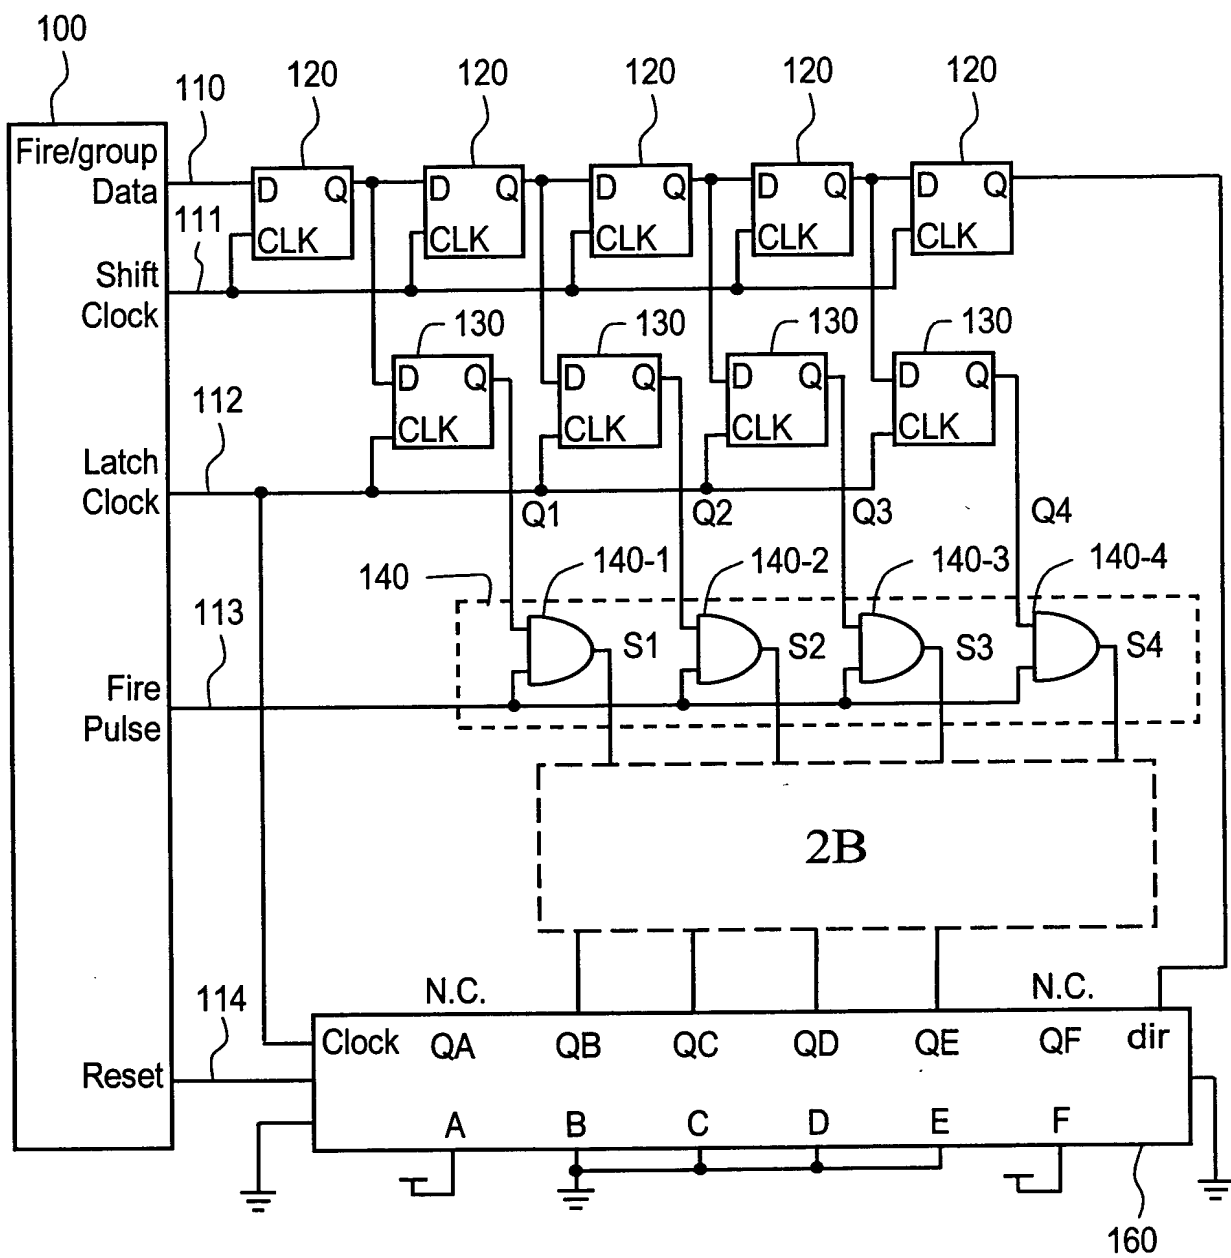 100
110
120
120
120
120
120
Fire/group
Data
D Q
CLK
D Q
CLK
D Q
CLK
D Q
CLK
D Q
CLK
111
Shift
Clock
130
130
130
130
D Q
CLK
D Q
CLK
D Q
CLK
D Q
CLK
112
Latch
Clock
Q1
Q2
Q3
Q4
140
140-1
140-2
140-3
140-4
113
S1
S2
S3
S4
Fire
Pulse
2B
114
N.C.
N.C.
Clock QA QB QC QD QE QF dir
Reset
A B C D E F
160